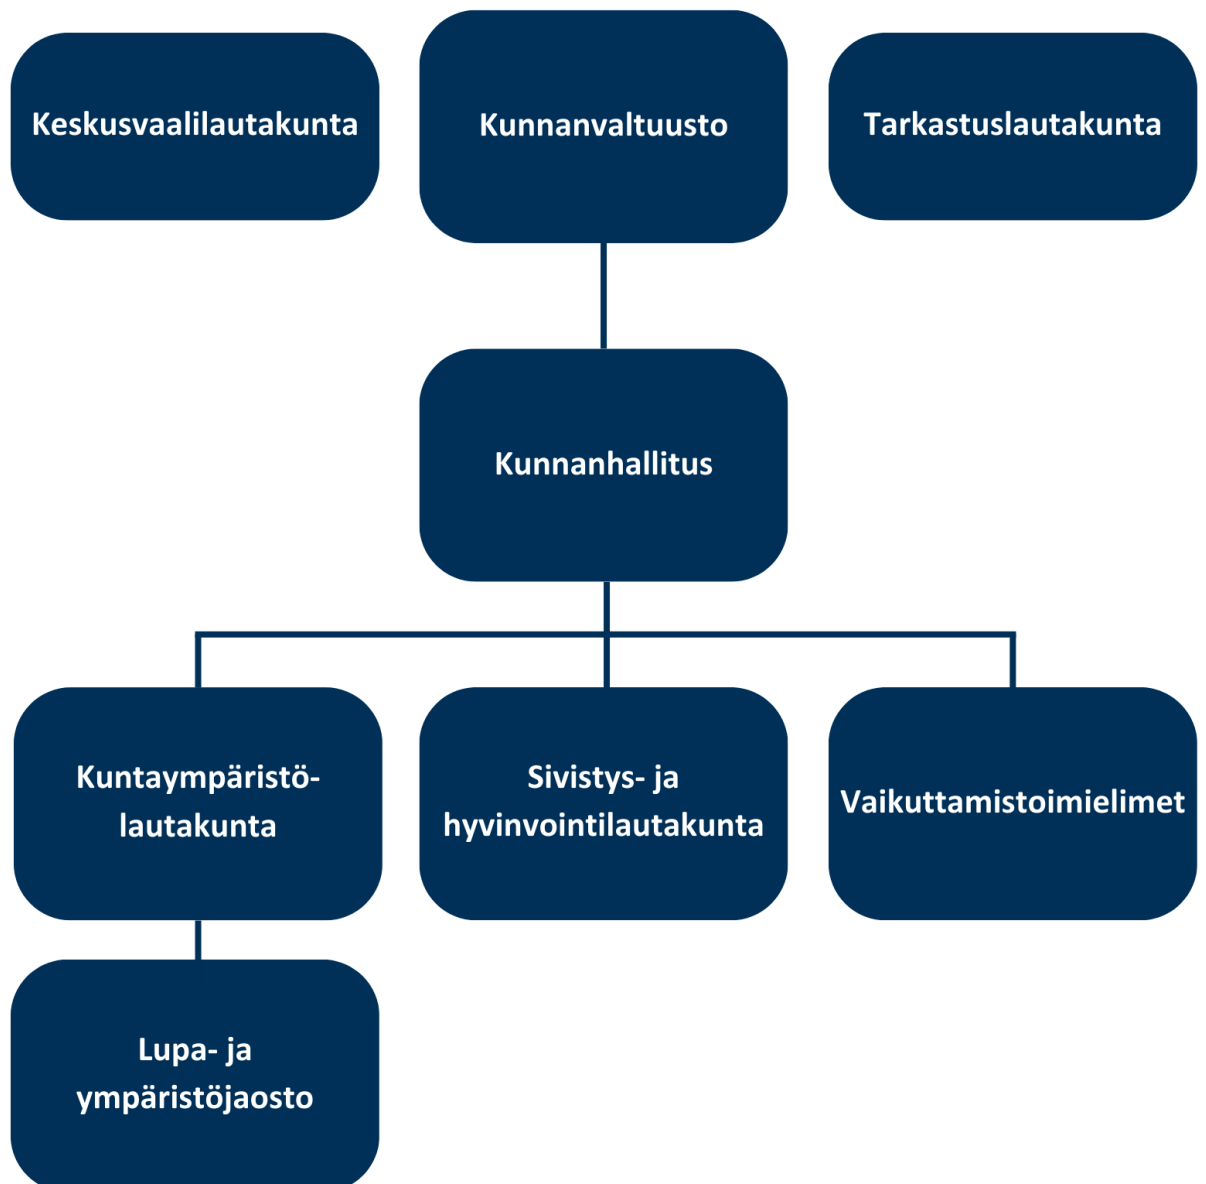 Keskusvaalilautakunta
Kunnanvaltuusto
Tarkastuslautakunta
Kunnanhallitus
Kuntaympäristö-
lautakunta
Sivistys- ja
hyvinvointilautakunta
Vaikuttamistoimielimet
Lupa- ja
ympäristöjaosto